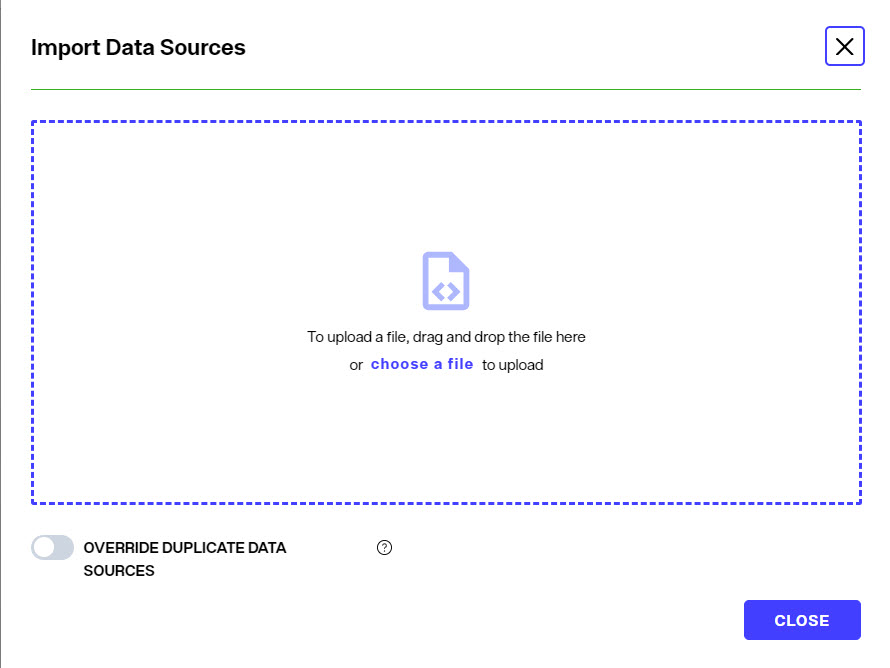 Import Data Sources
To upload a file, drag and drop the file here
or choose a file to upload
OVERRIDE DUPLICATE DATA
SOURCES
?
CLOSE